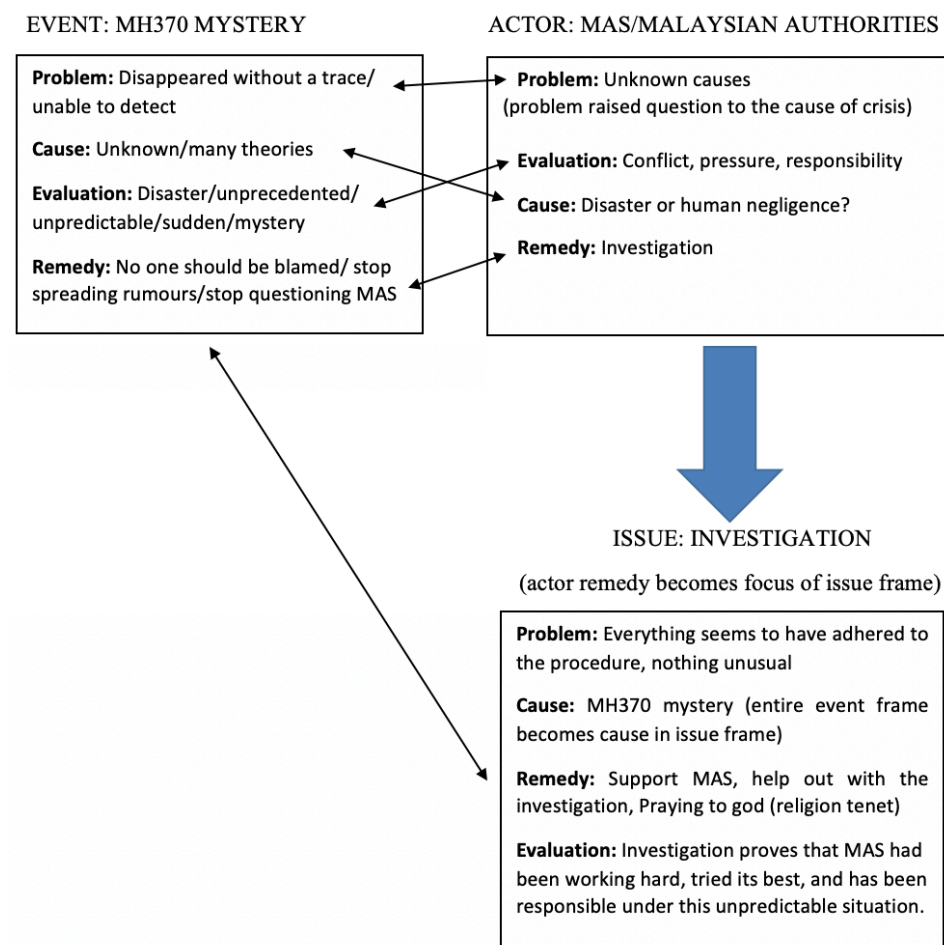 EVENT: MH370 MYSTERY
Problem: Disappeared without a trace/
unable to detect
Cause: Unknown/many theories
Evaluation: Disaster/unprecedented/
unpredictable/sudden/mystery
Remedy: No one should be blamed/ stop
spreading rumours/stop questioning MAS
ACTOR: MAS/MALAYSIAN AUTHORITIES
Problem: Unknown causes
(problem raised question to the cause of crisis)
Evaluation: Conflict, pressure, responsibility
Cause: Disaster or human negligence?
Remedy: Investigation
ISSUE: INVESTIGATION
(actor remedy becomes focus of issue frame)
Problem: Everything seems to have adhered to
the procedure, nothing unusual
Cause: MH370 mystery (entire event frame
becomes cause in issue frame)
Remedy: Support MAS, help out with the
investigation, Praying to god (religion tenet)
Evaluation: Investigation proves that MAS had
been working hard, tried its best, and has been
responsible under this unpredictable situation.